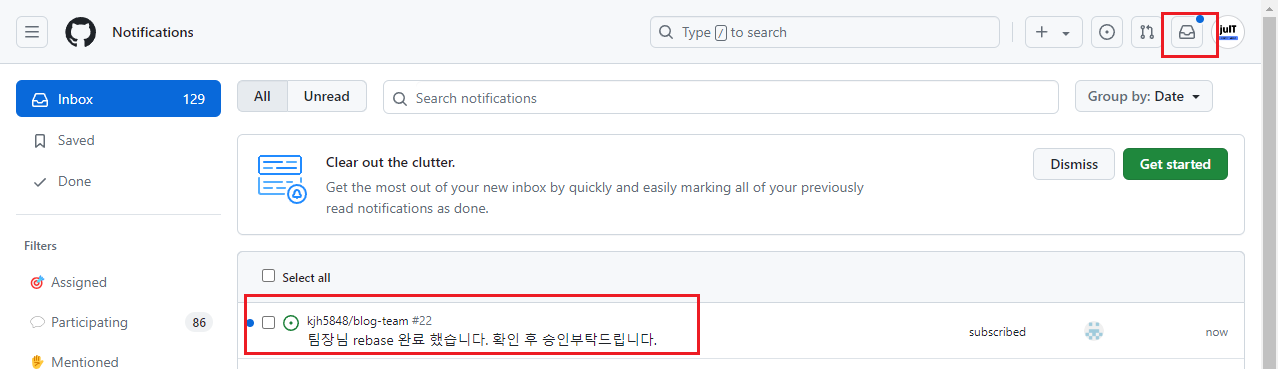 Notifications
Type / to search
juIT
Inbox 129
Saved
Done
Filters
Assigned
Participating 86
Mentioned
All Unread
Search notifications
Group by: Date
Clear out the clutter.
Get the most out of your new inbox by quickly and easily marking all of your previously
read notifications as done.
Dismiss
Get started
Select all
kjh5848/blog-team #22
팀장님 rebase 완료 했습니다. 확인 후 승인부탁드립니다.
subscribed
now